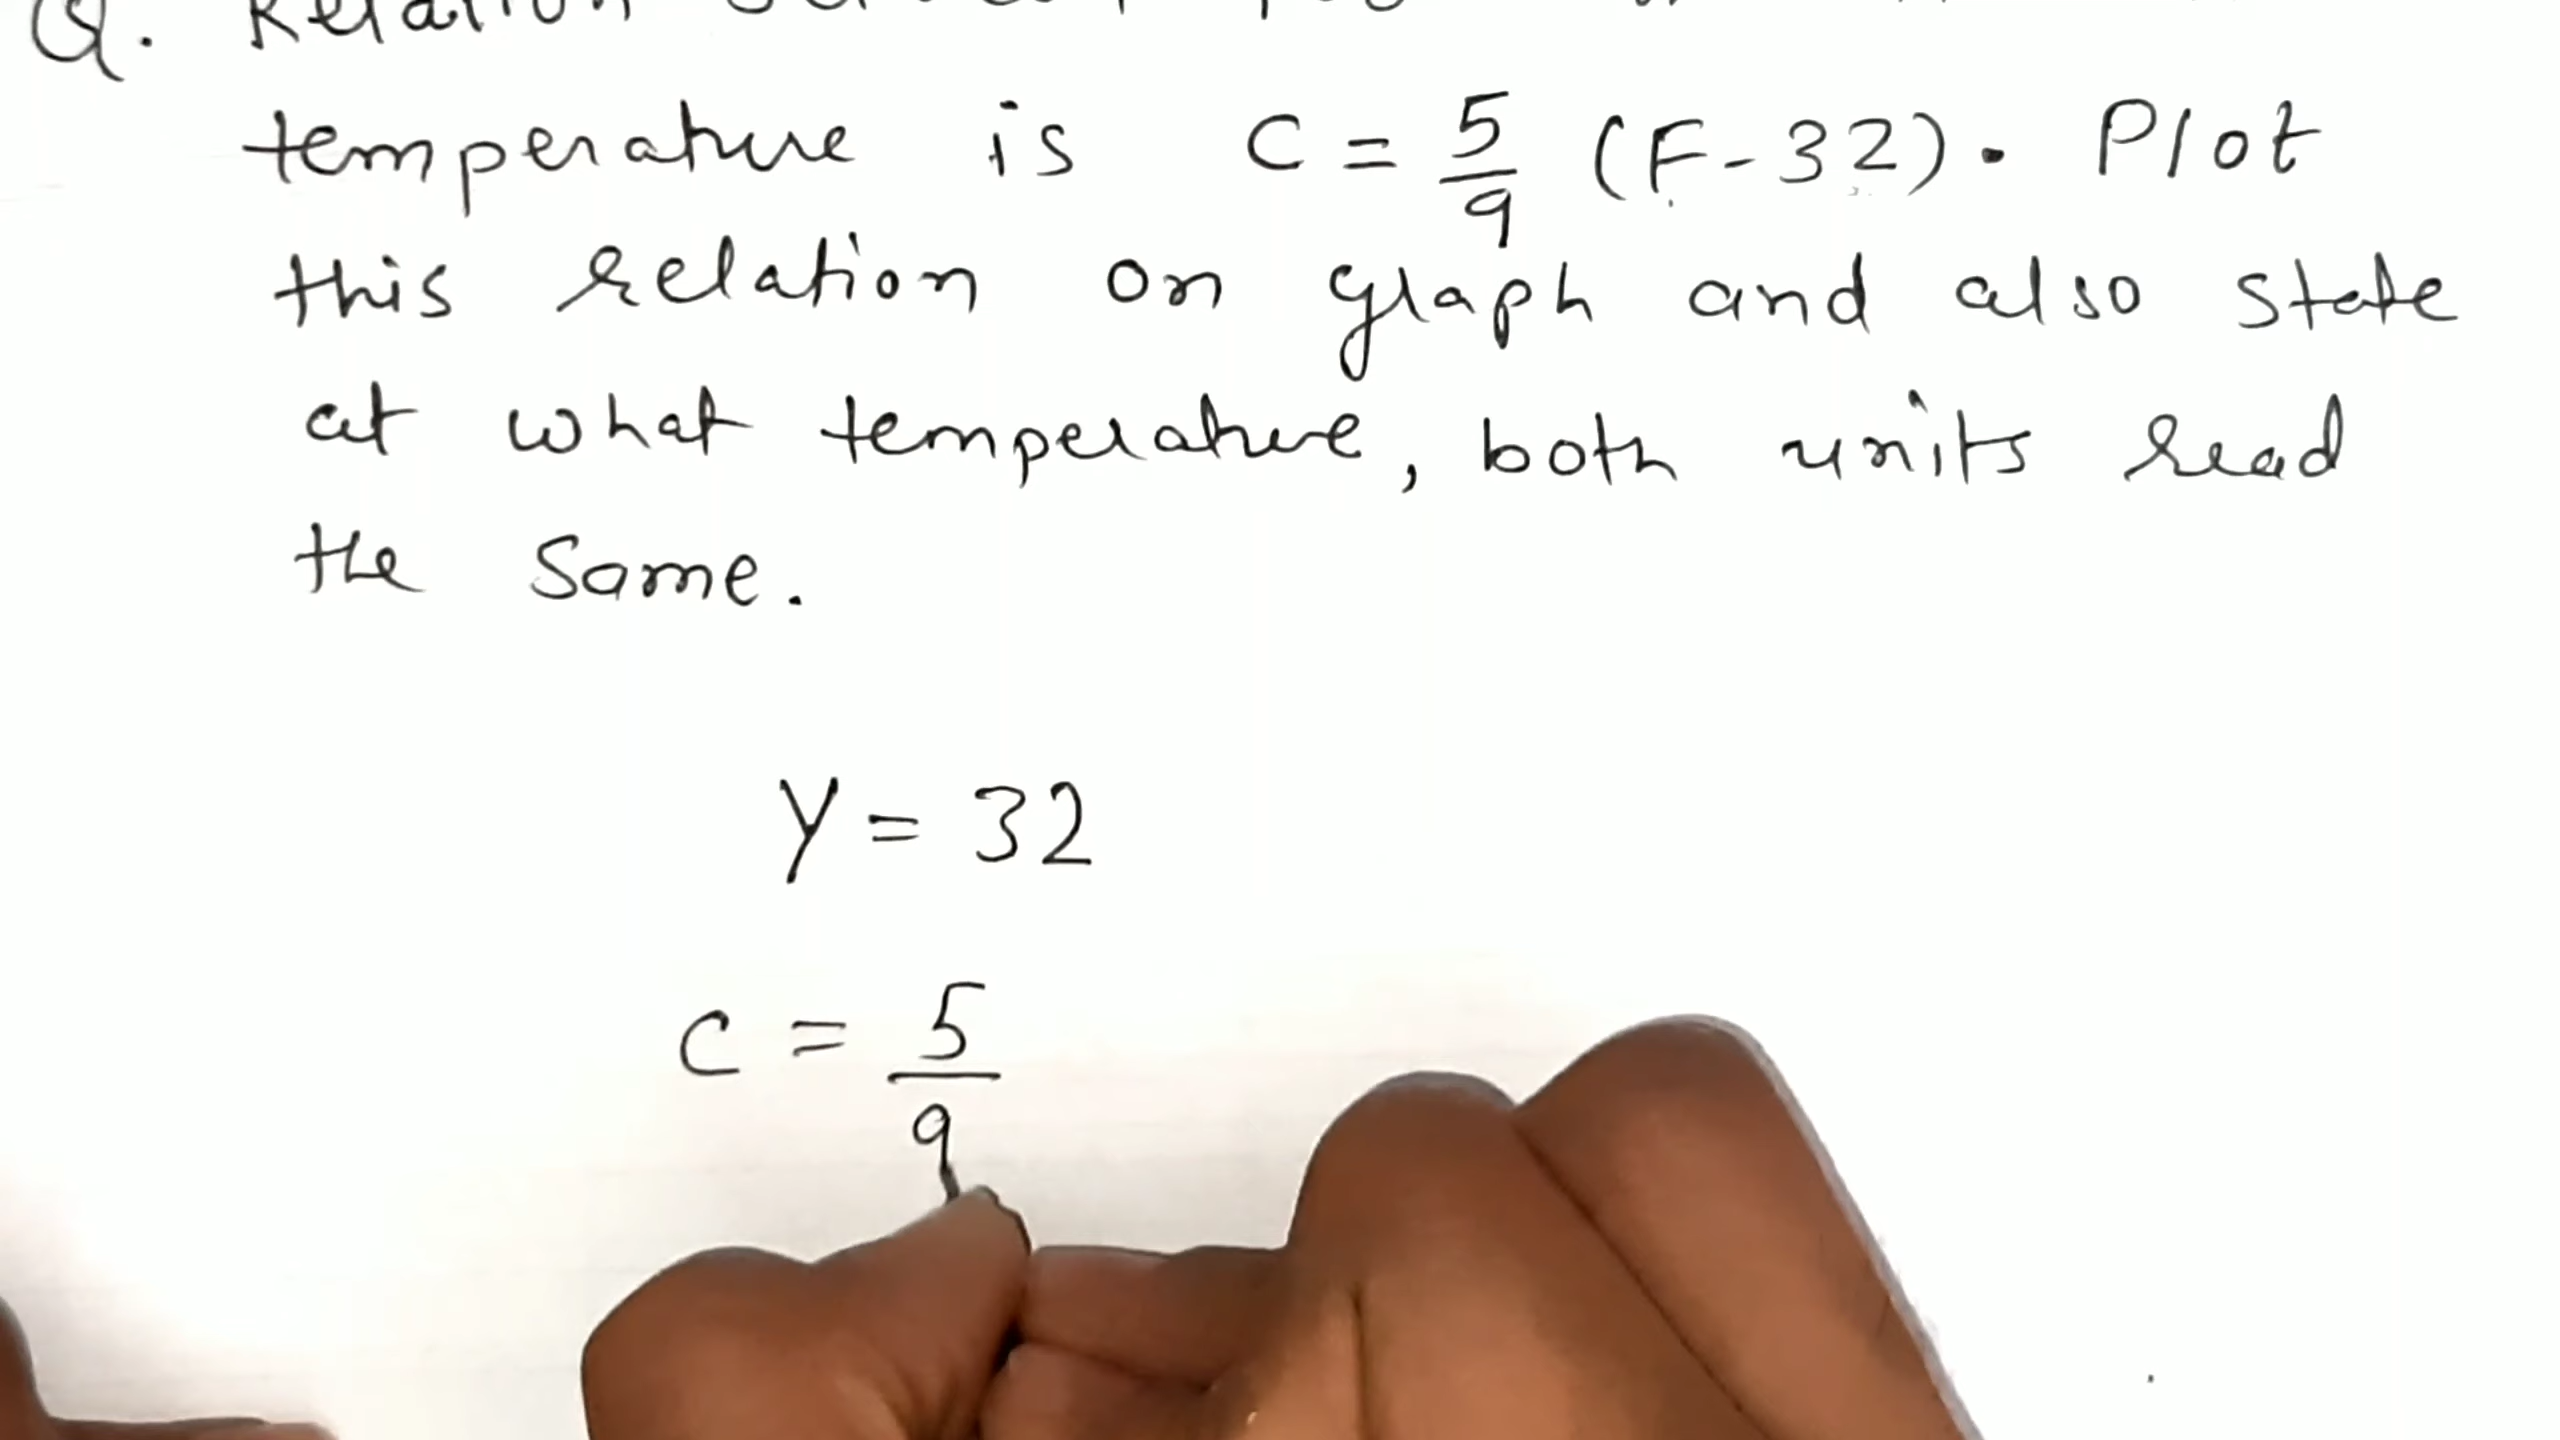 Q. Relation
temperature is C = 5/9 (F-32). Plot
this relation on graph and also state
at what temperature, both units read
the same.
Y = 32
C = 5/9